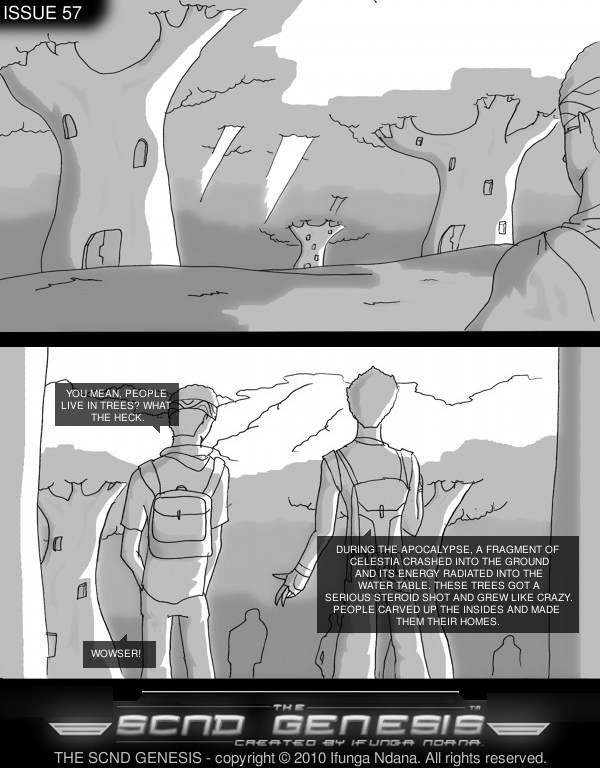 ISSUE 57
YOU MEAN, PEOPLE
LIVE IN TREES? WHAT
THE HECK.
DURING THE APOCALYPSE, A FRAGMENT OF
CELESTIA CRASHED INTO THE GROUND
AND ITS ENERGY RADIATED INTO THE
WATER TABLE. THESE TREES GOT A
SERIOUS STEROID SHOT AND GREW LIKE CRAZY.
PEOPLE CARVED UP THE INSIDES AND MADE
THEM THEIR HOMES.
WOWSER!
THE
SCND GENESIS™
CREATED BY IFUNGA NDANA.
THE SCND GENESIS - copyright © 2010 Ifunga Ndana. All rights reserved.